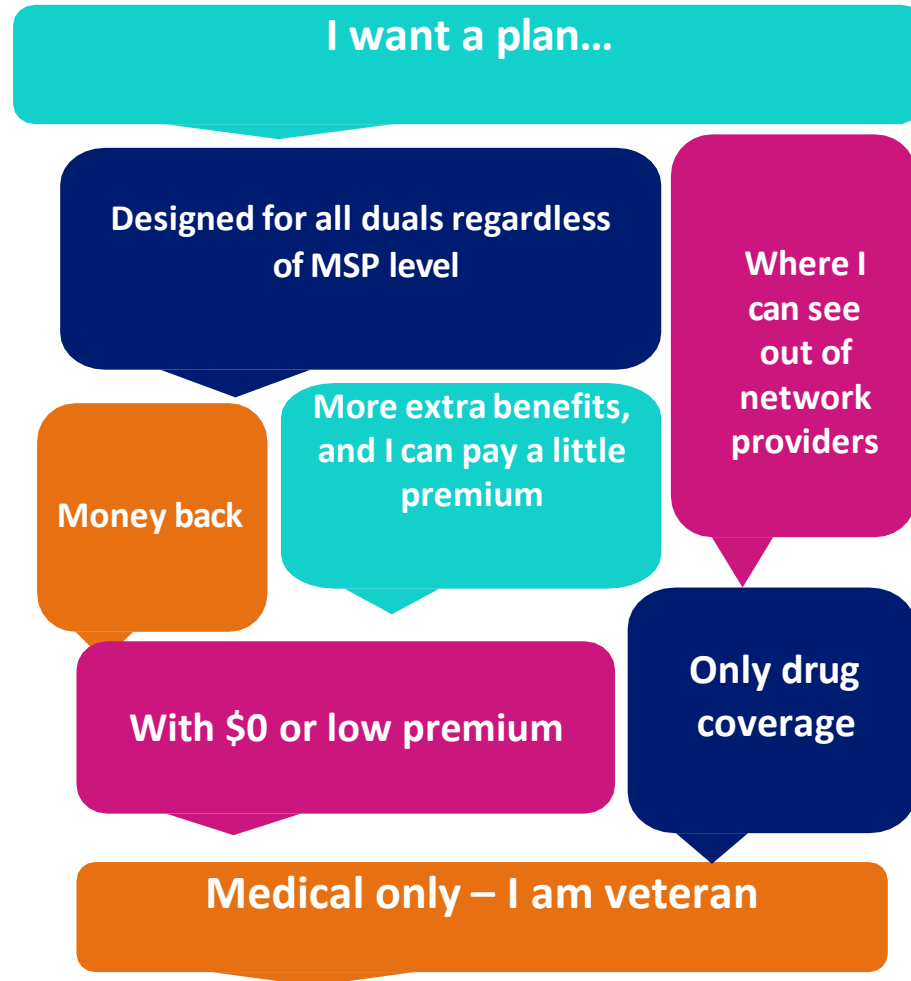 I want a plan...
Designed for all duals regardless
of MSP level
Where I
can see
out of
network
providers
More extra benefits,
and I can pay a little
premium
Money back
With $0 or low premium
Only drug
coverage
Medical only – I am veteran